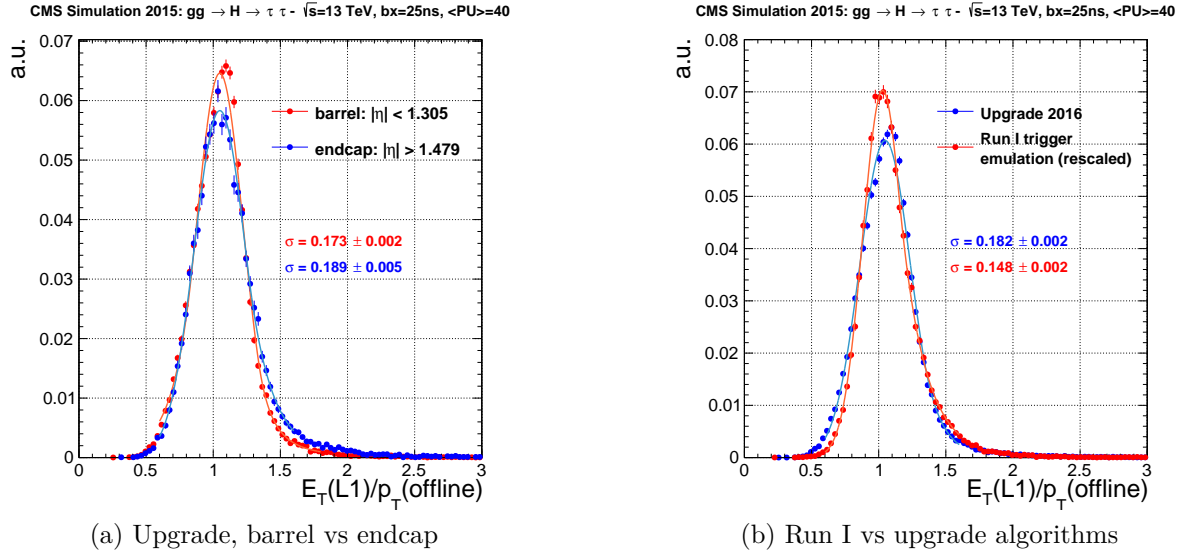 CMS Simulation 2015: gg → H → τ τ - √s=13 TeV, bx=25ns, <PU>=40
a.u.
0.07
0.06
0.05
0.04
0.03
0.02
0.01
0
barrel: |η| < 1.305
endcap: |η| > 1.479
σ = 0.173 ± 0.002
σ = 0.189 ± 0.005
0 0.5 1 1.5 2 2.5 3
E_T(L1)/p_T(offline)
(a) Upgrade, barrel vs endcap
CMS Simulation 2015: gg → H → τ τ - √s=13 TeV, bx=25ns, <PU>=40
a.u.
0.08
0.07
0.06
0.05
0.04
0.03
0.02
0.01
0
Upgrade 2016
Run I trigger
emulation (rescaled)
σ = 0.182 ± 0.002
σ = 0.148 ± 0.002
0 0.5 1 1.5 2 2.5 3
E_T(L1)/p_T(offline)
(b) Run I vs upgrade algorithms